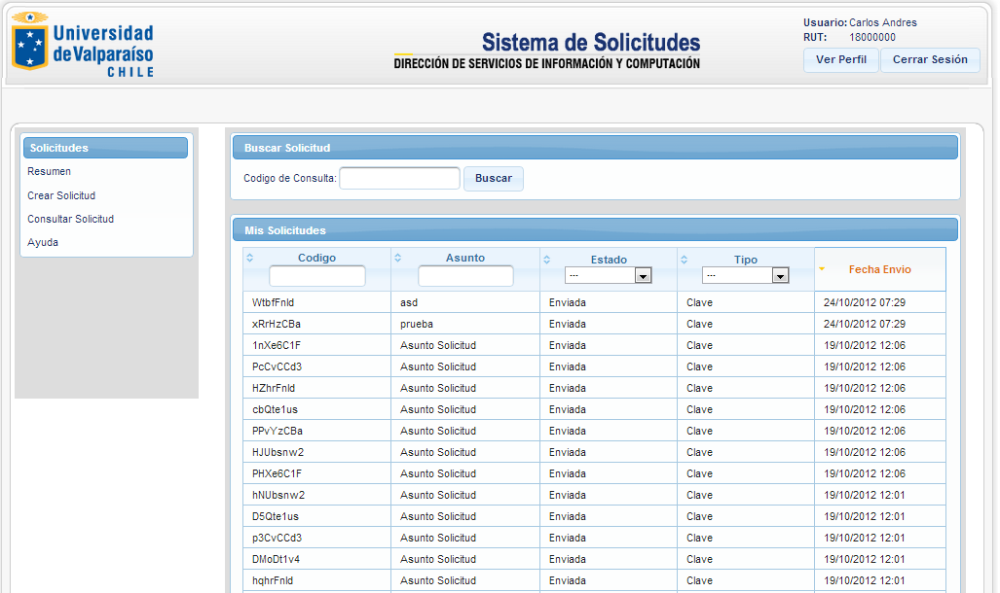 Universidad
de Valparaíso
CHILE
Sistema de Solicitudes
DIRECCIÓN DE SERVICIOS DE INFORMACIÓN Y COMPUTACIÓN
Usuario: Carlos Andres
RUT: 18000000
Ver Perfil Cerrar Sesión
Solicitudes
Resumen
Crear Solicitud
Consultar Solicitud
Ayuda
Buscar Solicitud
Codigo de Consulta: Buscar
Mis Solicitudes
Codigo Asunto Estado Tipo Fecha Envio
--- ---
WtbfFnId asd Enviada Clave 24/10/2012 07:29
xRrHzCBa prueba Enviada Clave 24/10/2012 07:29
1nXe6C1F Asunto Solicitud Enviada Clave 19/10/2012 12:06
PcCvCCd3 Asunto Solicitud Enviada Clave 19/10/2012 12:06
HZhrFnId Asunto Solicitud Enviada Clave 19/10/2012 12:06
cbQte1us Asunto Solicitud Enviada Clave 19/10/2012 12:06
PPvYzCBa Asunto Solicitud Enviada Clave 19/10/2012 12:06
HJUbsnw2 Asunto Solicitud Enviada Clave 19/10/2012 12:06
PHXe6C1F Asunto Solicitud Enviada Clave 19/10/2012 12:06
hNUbsnw2 Asunto Solicitud Enviada Clave 19/10/2012 12:01
D5Qte1us Asunto Solicitud Enviada Clave 19/10/2012 12:01
p3CvCCd3 Asunto Solicitud Enviada Clave 19/10/2012 12:01
DMoDt1v4 Asunto Solicitud Enviada Clave 19/10/2012 12:01
hqhrFnId Asunto Solicitud Enviada Clave 19/10/2012 12:01